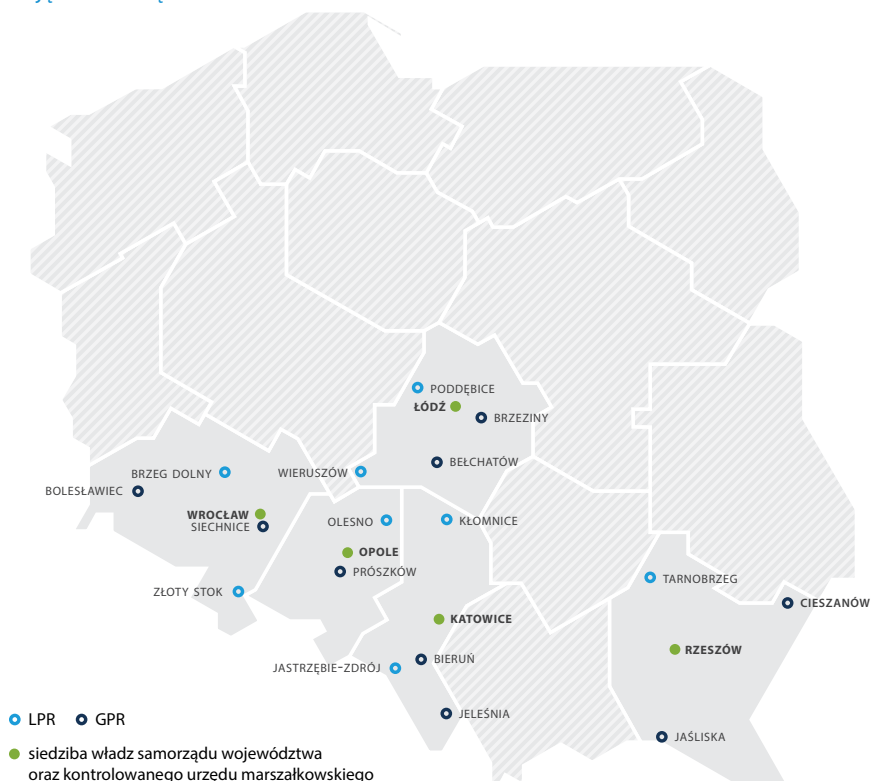 PODDĘBICE
ŁÓDŹ
BRZEZINY
BEŁCHATÓW
WIERUSZÓW
BRZEG DOLNY
BOLESŁAWIEC
WROCŁAW
SIECHNICE
OLESNO
KŁOMNICE
OPOLE
PRÓSZKÓW
ZŁOTY STOK
TARNOBRZEG
CIESZANÓW
KATOWICE
RZESZÓW
BIERUŃ
JASTRZĘBIE-ZDRÓJ
JELEŚNIA
JAŚLISKA
LPR GPR
siedziba władz samorządu województwa
oraz kontrolowanego urzędu marszałkowskiego